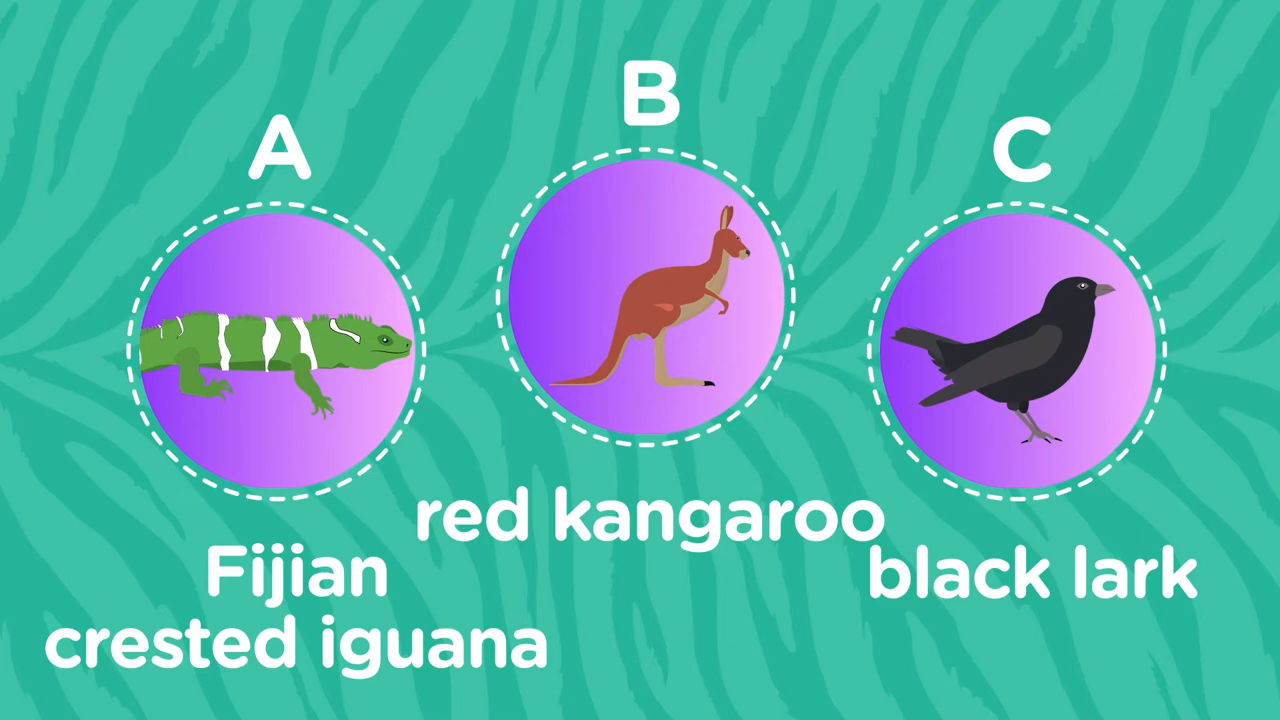 A
B
C
Fijian
crested iguana
red kangaroo
black lark